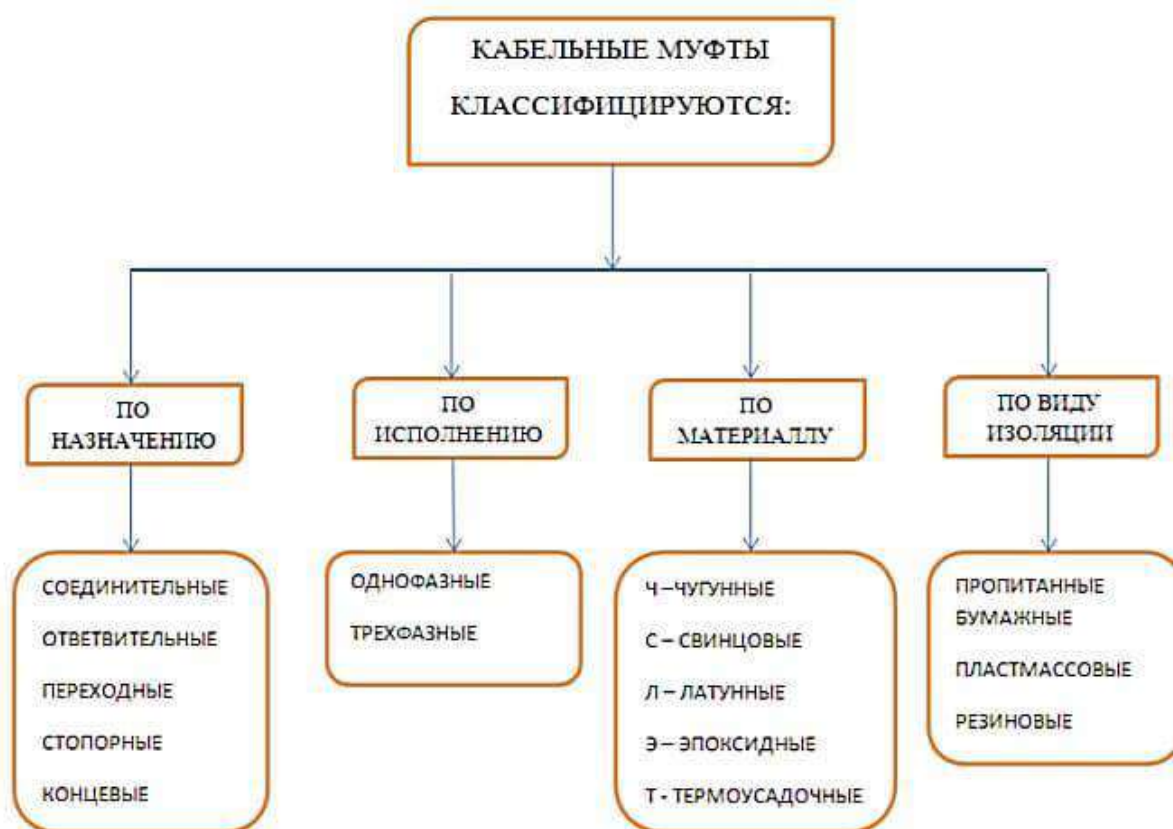 КАБЕЛЬНЫЕ МУФТЫ
КЛАССИФИЦИРУЮТСЯ:
ПО
НАЗНАЧЕНИЮ
ПО
ИСПОЛНЕНИЮ
ПО
МАТЕРИАЛЛУ
ПО ВИДУ
ИЗОЛЯЦИИ
СОЕДИНИТЕЛЬНЫЕ
ОТВЕТВИТЕЛЬНЫЕ
ПЕРЕХОДНЫЕ
СТОПОРНЫЕ
КОНЦЕВЫЕ
ОДНОФАЗНЫЕ
ТРЕХФАЗНЫЕ
Ч –ЧУГУННЫЕ
С – СВИНЦОВЫЕ
Л – ЛАТУННЫЕ
Э – ЭПОКСИДНЫЕ
Т - ТЕРМОУСАДОЧНЫЕ
ПРОПИТАННЫЕ
БУМАЖНЫЕ
ПЛАСТМАССОВЫЕ
РЕЗИНОВЫЕ